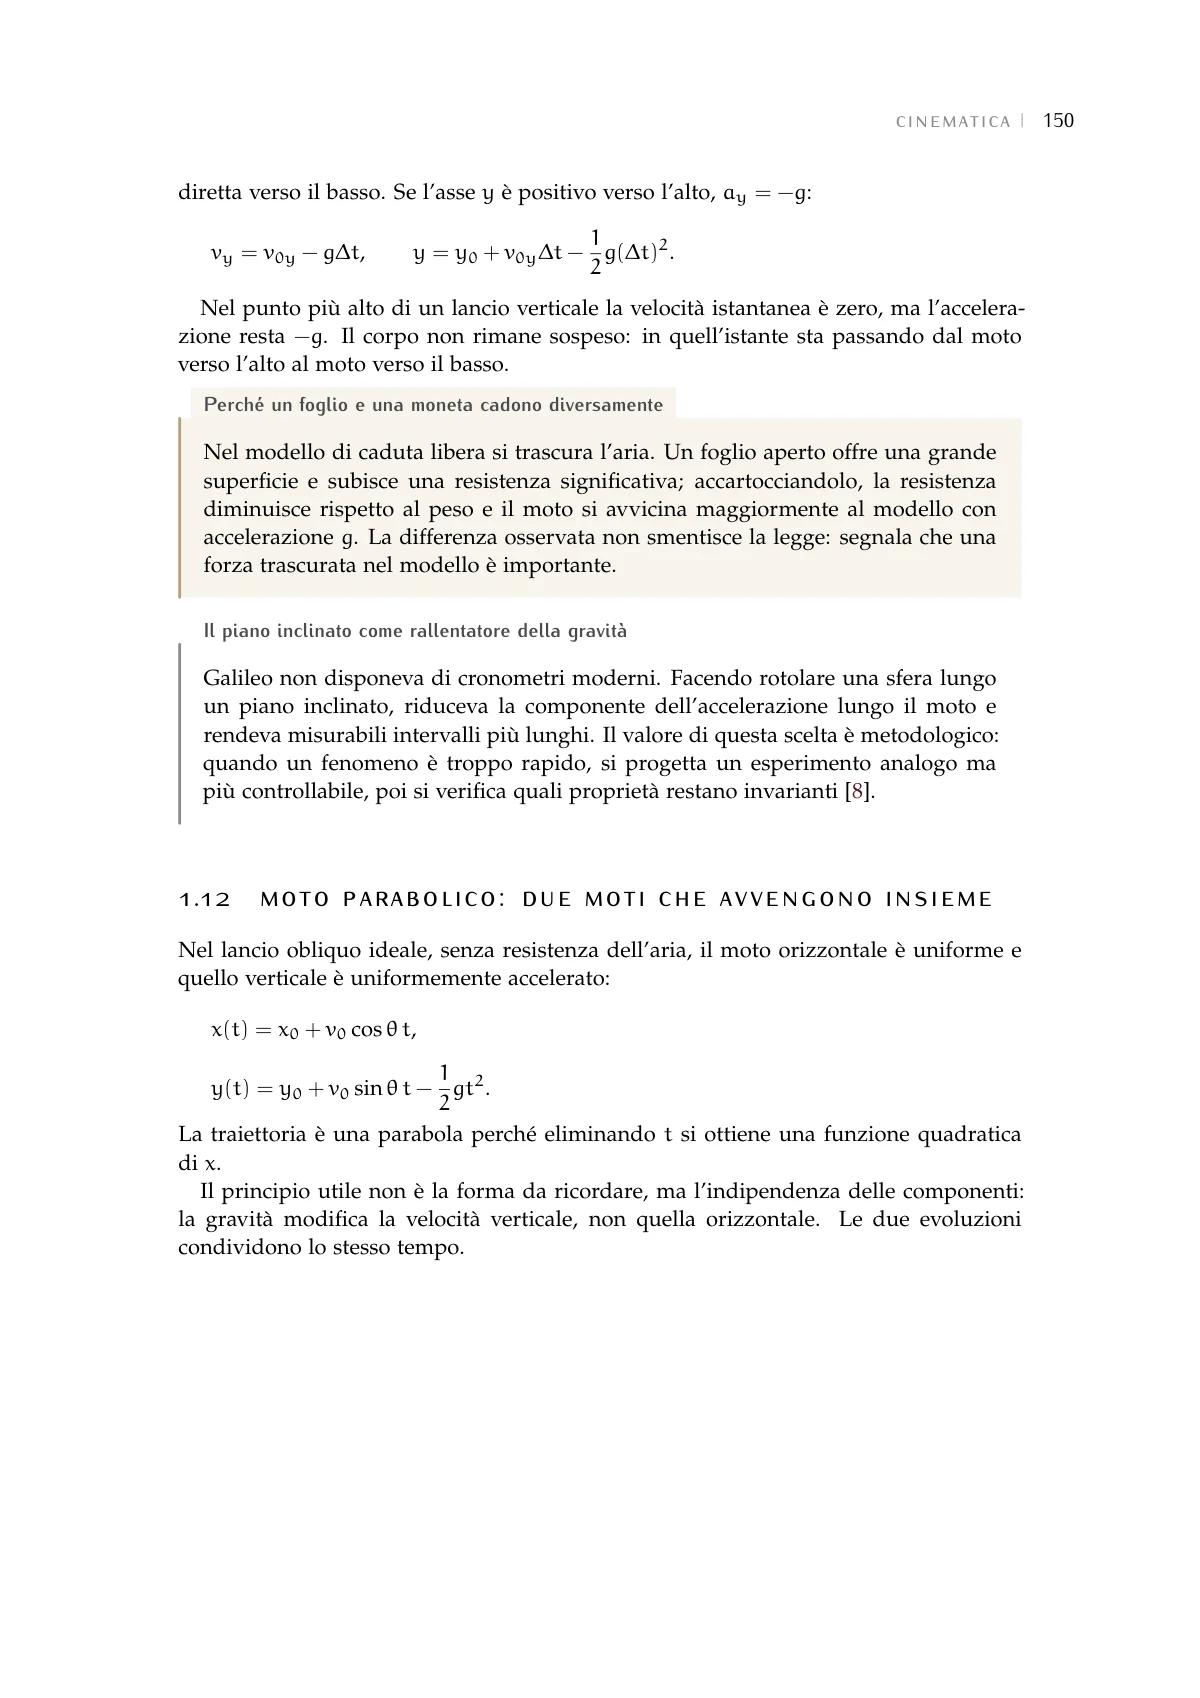 CINEMATICA | 150
diretta verso il basso. Se l'asse y è positivo verso l'alto, a_y = −g:
v_y = v_{0y} − gΔt, y = y_0 + v_{0y}Δt − \frac{1}{2}g(Δt)^2.
Nel punto più alto di un lancio verticale la velocità istantanea è zero, ma l'accelera-
zione resta −g. Il corpo non rimane sospeso: in quell'istante sta passando dal moto
verso l'alto al moto verso il basso.
Perché un foglio e una moneta cadono diversamente
Nel modello di caduta libera si trascura l'aria. Un foglio aperto offre una grande
superficie e subisce una resistenza significativa; accartocciandolo, la resistenza
diminuisce rispetto al peso e il moto si avvicina maggiormente al modello con
accelerazione g. La differenza osservata non smentisce la legge: segnala che una
forza trascurata nel modello è importante.
Il piano inclinato come rallentatore della gravità
Galileo non disponeva di cronometri moderni. Facendo rotolare una sfera lungo
un piano inclinato, riduceva la componente dell'accelerazione lungo il moto e
rendeva misurabili intervalli più lunghi. Il valore di questa scelta è metodologico:
quando un fenomeno è troppo rapido, si progetta un esperimento analogo ma
più controllabile, poi si verifica quali proprietà restano invarianti [8].
1.12 MOTO PARABOLICO: DUE MOTI CHE AVVENGONO INSIEME
Nel lancio obliquo ideale, senza resistenza dell'aria, il moto orizzontale è uniforme e
quello verticale è uniformemente accelerato:
x(t) = x_0 + v_0 cos θ t,
y(t) = y_0 + v_0 sin θ t − \frac{1}{2}gt^2.
La traiettoria è una parabola perché eliminando t si ottiene una funzione quadratica
di x.
Il principio utile non è la forma da ricordare, ma l'indipendenza delle componenti:
la gravità modifica la velocità verticale, non quella orizzontale. Le due evoluzioni
condividono lo stesso tempo.